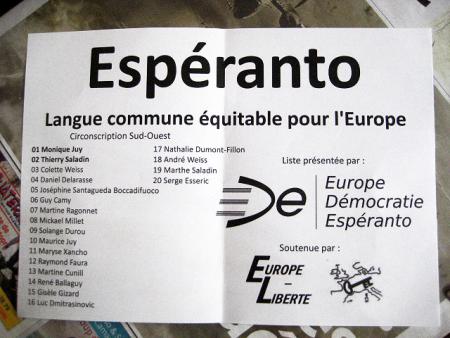 Espéranto
Langue commune équitable pour l'Europe
Circonscription Sud-Ouest
01 Monique Juy
02 Thierry Saladin
03 Colette Weiss
04 Daniel Delarasse
05 Joséphine Santagueda Boccadifuoco
06 Guy Camy
07 Martine Ragonnet
08 Mickael Millet
09 Solange Durou
10 Maurice Juy
11 Maryse Xancho
12 Raymond Faura
13 Martine Cunill
14 René Ballaguy
15 Gisèle Gizard
16 Luc Dmitrasinovic
17 Nathalie Dumont-Fillon
18 André Weiss
19 Marthe Saladin
20 Serge Esseric
Liste présentée par :
De
Europe
Démocratie
Espéranto
Soutenue par :
EUROPE
–
LIBERTE